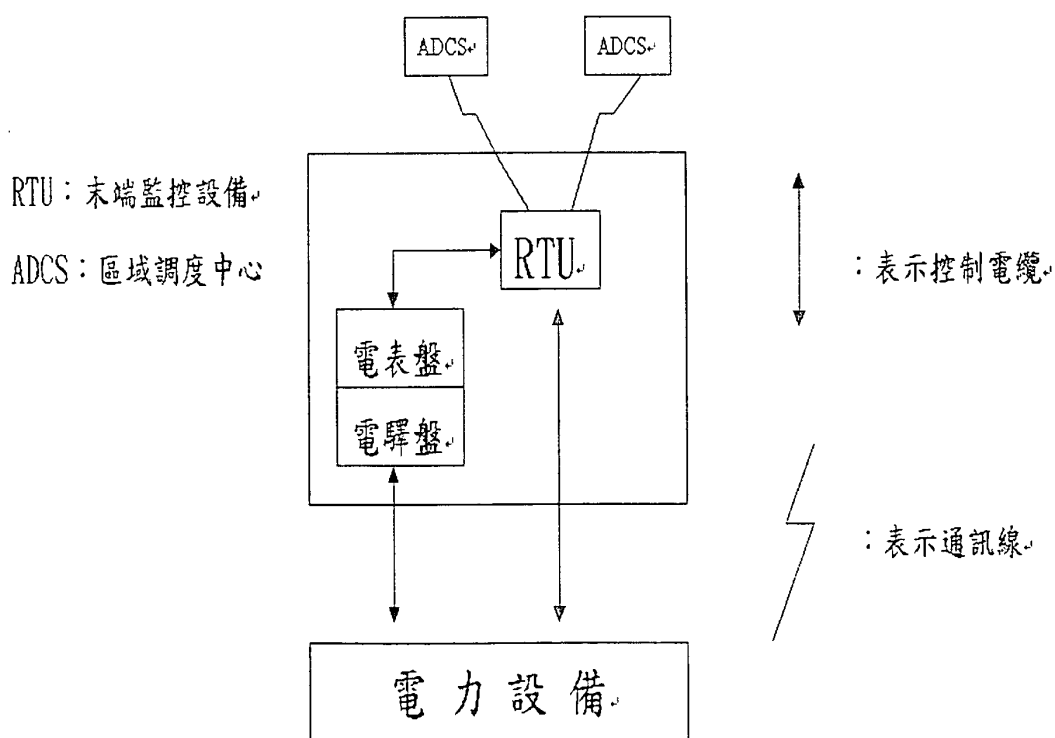 ADCS
ADCS
RTU：末端監控設備
ADCS：區域調度中心
RTU
：表示控制電纜
電表盤
電驛盤
：表示通訊線
電力設備